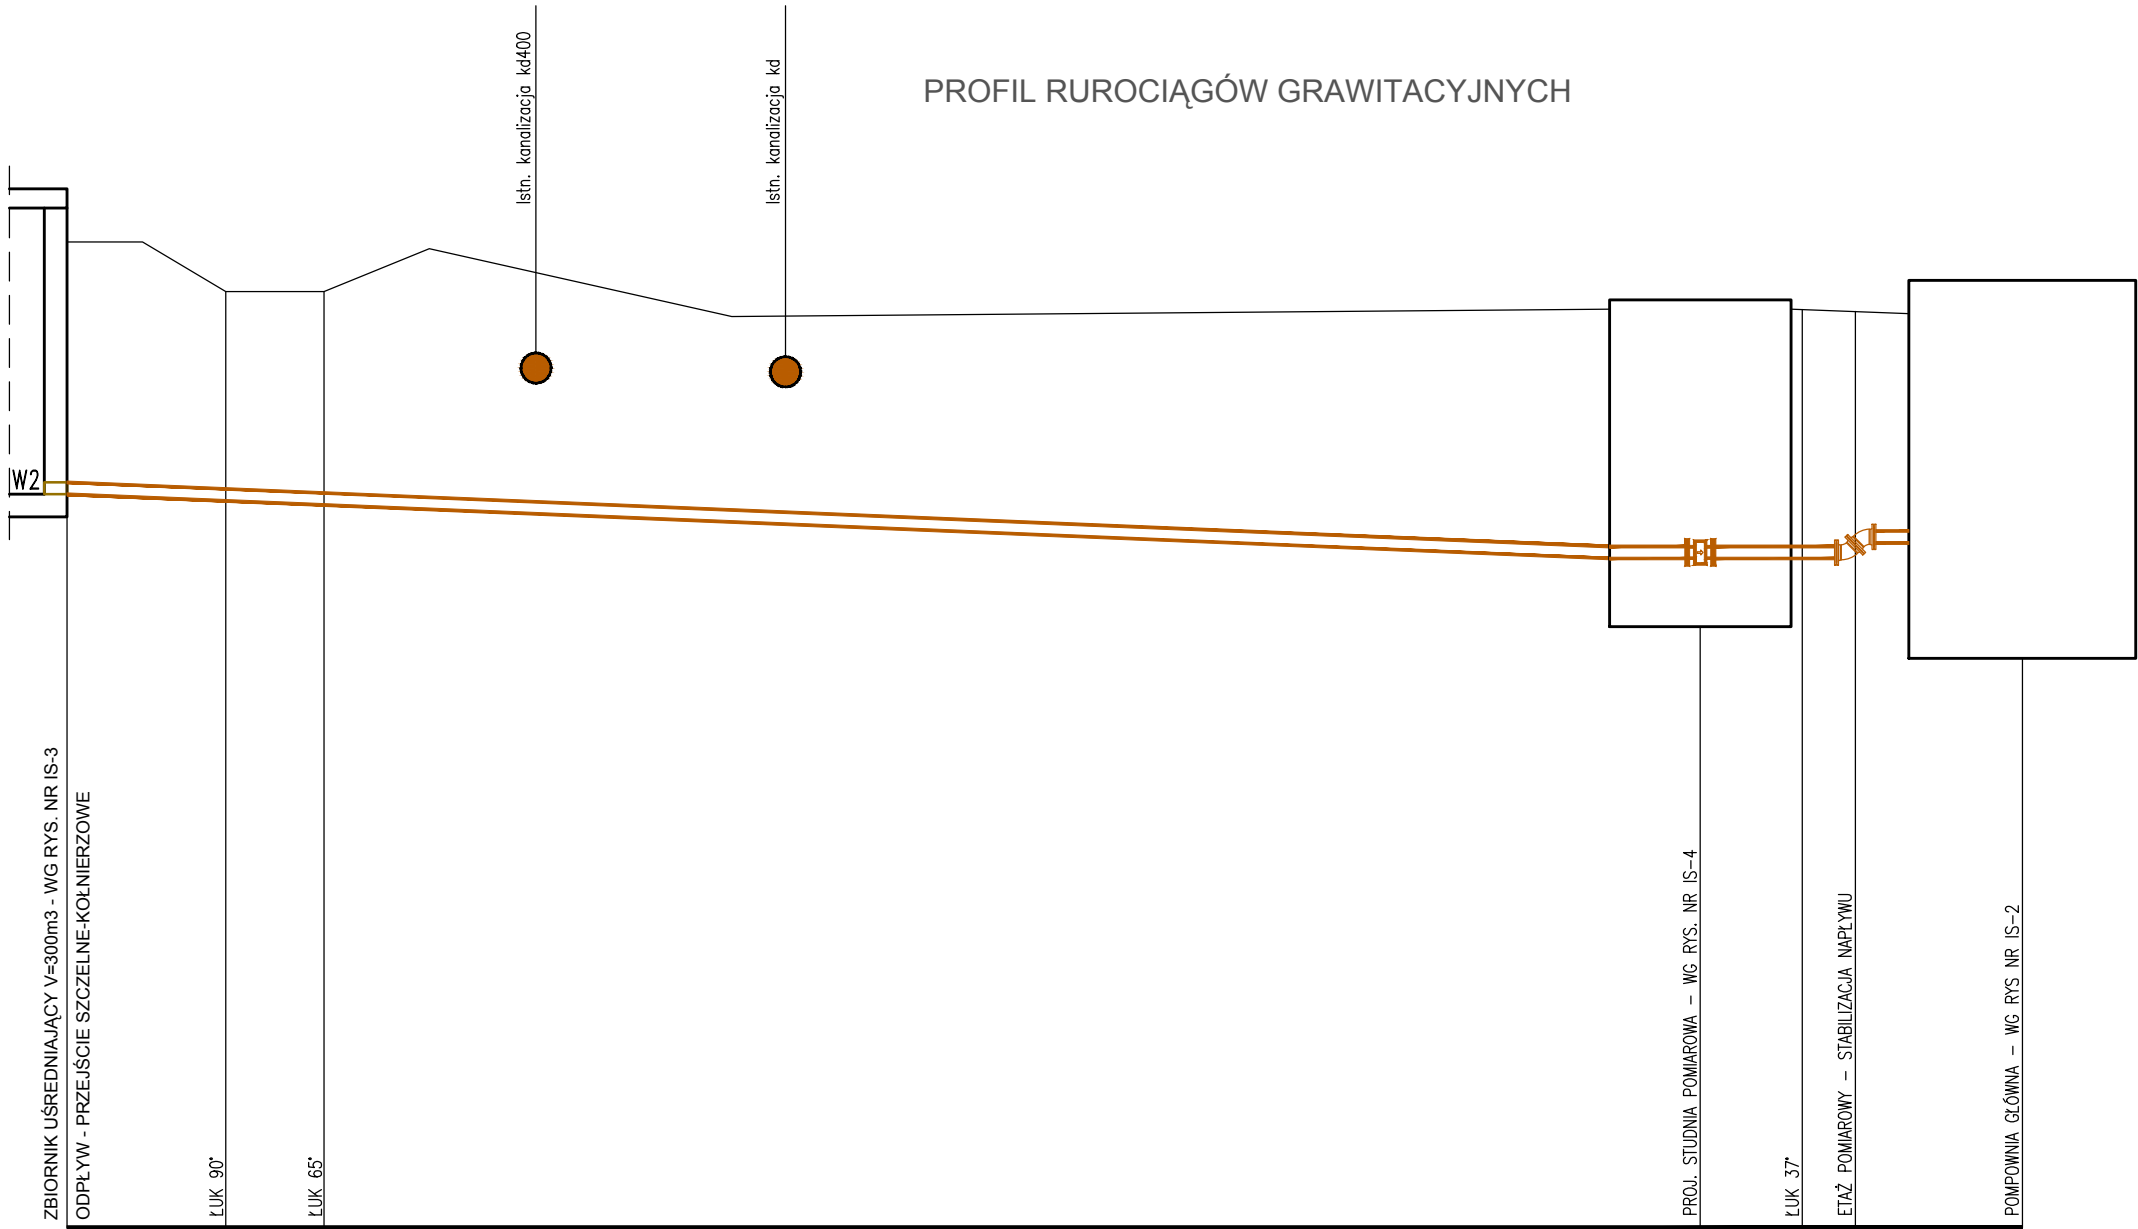 PROFIL RUROCIĄGÓW GRAWITACYJNYCH
Istn. kanalizacja kd400
Istn. kanalizacja kd
W2
ZBIORNIK UŚREDNIAJĄCY V=300m3 - WG RYS. NR IS-3
ODPŁYW - PRZEJŚCIE SZCZELNE-KOŁNIERZOWE
ŁUK 90°
ŁUK 65°
PROJ. STUDNIA POMIAROWA - WG RYS. NR IS-4
ŁUK 37°
ETAŻ POMIAROWY - STABILIZACJA NAPŁYWU
POMPOWNIA GŁÓWNA - WG RYS NR IS-2